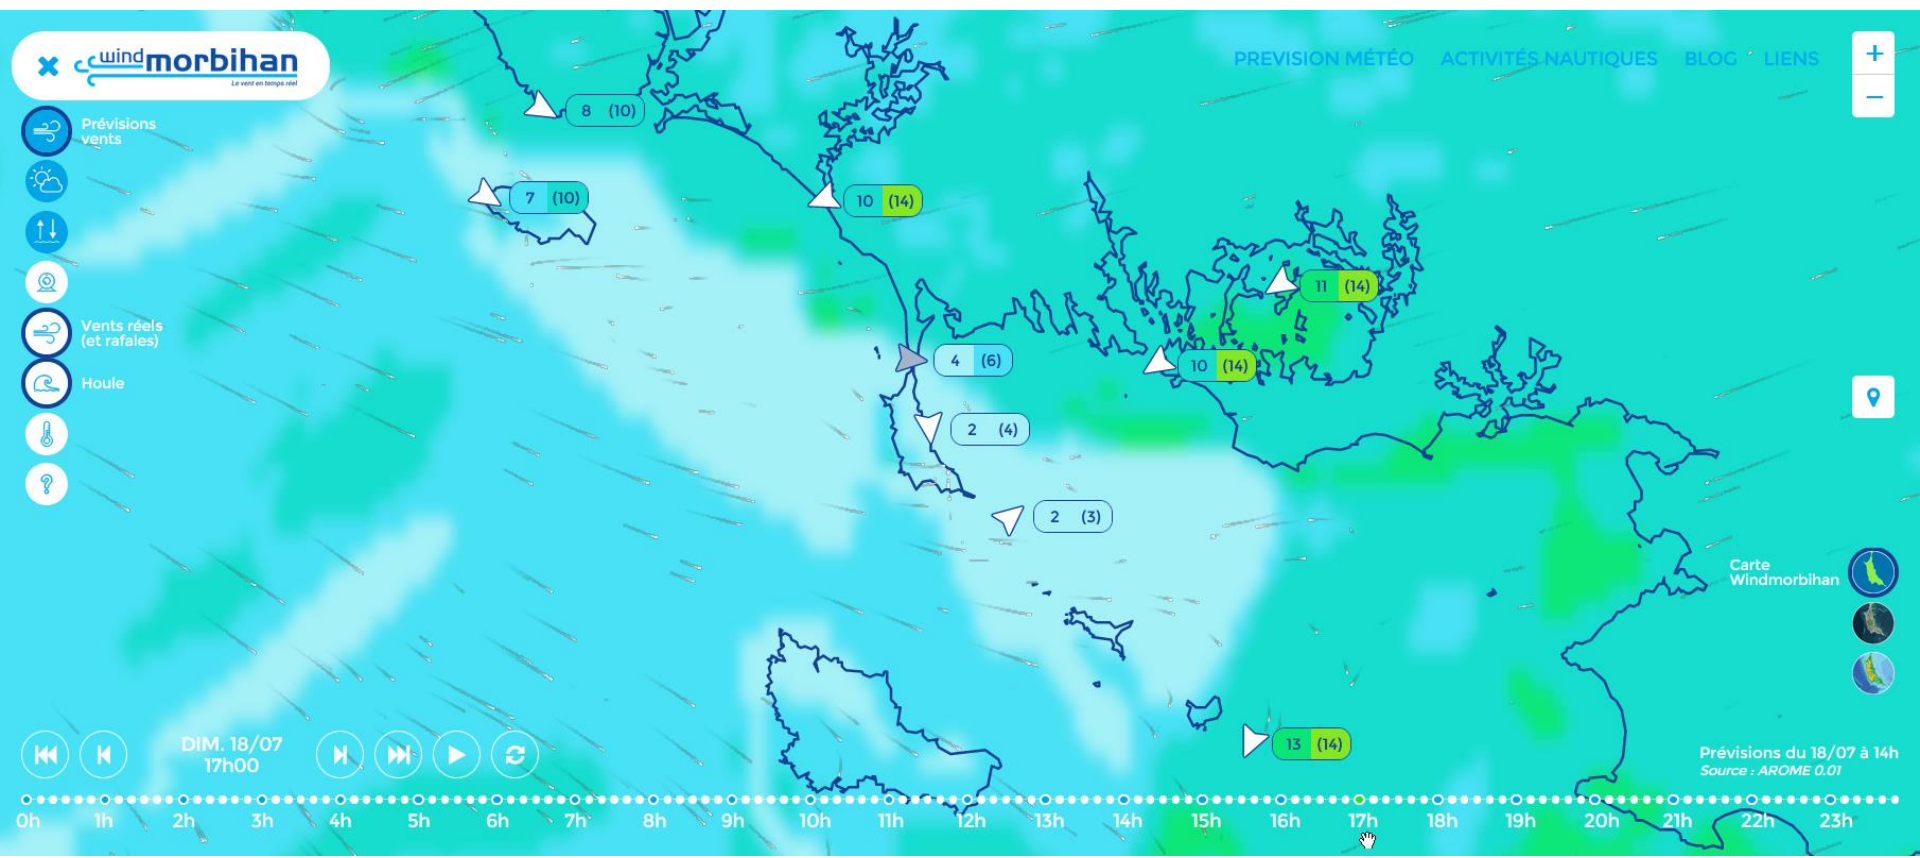 windmorbihan
Le vent en temps réel
PREVISION MÉTÉO ACTIVITÉS NAUTIQUES BLOG LIENS
+
−
Prévisions
vents
8 (10)
7 (10)
10 (14)
11 (14)
Vents réels
(et rafales)
4 (6)
10 (14)
Houle
2 (4)
?
2 (3)
Carte
Windmorbihan
13 (14)
DIM. 18/07
17h00
Prévisions du 18/07 à 14h
Source : AROME 0.01
0h 1h 2h 3h 4h 5h 6h 7h 8h 9h 10h 11h 12h 13h 14h 15h 16h 17h 18h 19h 20h 21h 22h 23h